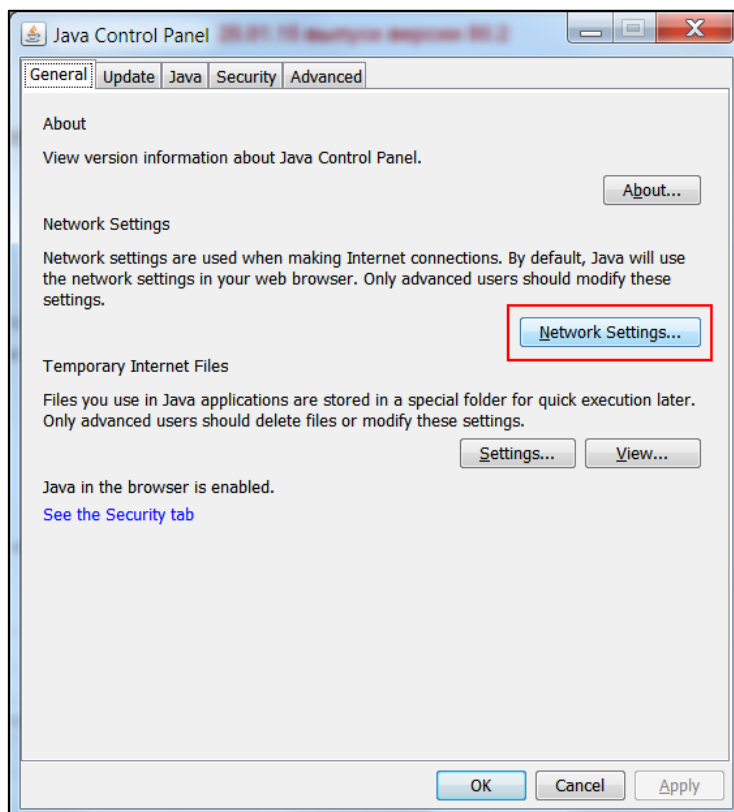 Java Control Panel
General Update Java Security Advanced
About
View version information about Java Control Panel.
About...
Network Settings
Network settings are used when making Internet connections. By default, Java will use
the network settings in your web browser. Only advanced users should modify these
settings.
Network Settings...
Temporary Internet Files
Files you use in Java applications are stored in a special folder for quick execution later.
Only advanced users should delete files or modify these settings.
Settings... View...
Java in the browser is enabled.
See the Security tab
OK Cancel Apply